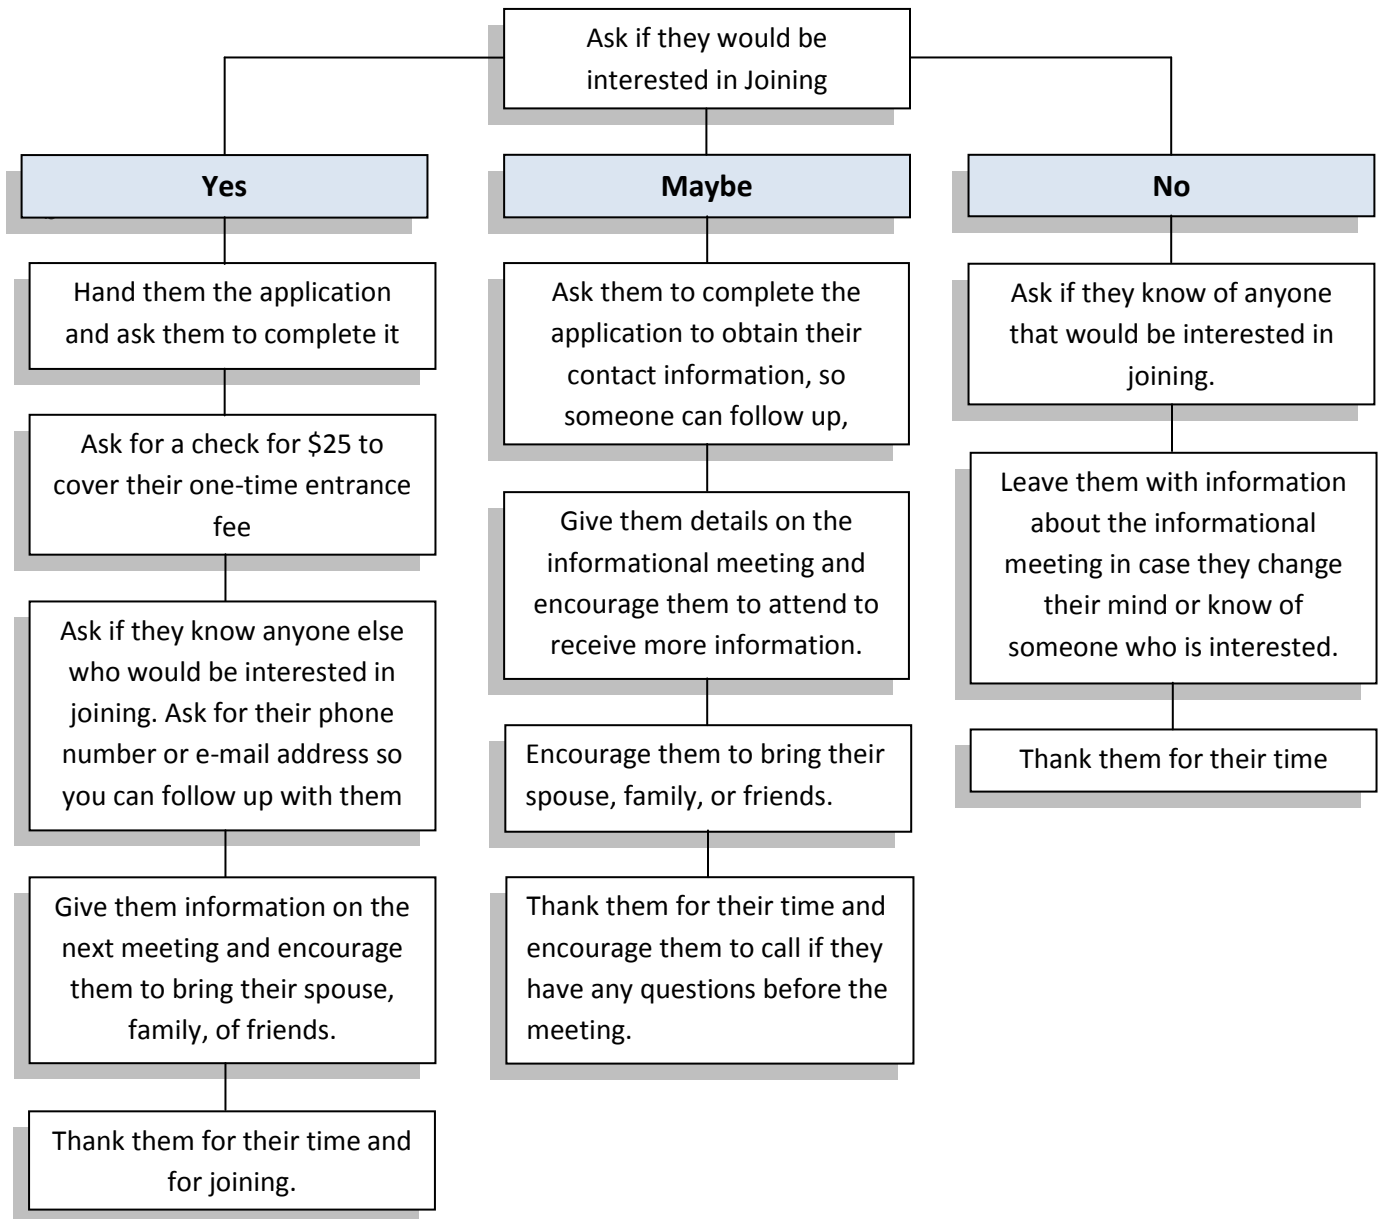 Ask if they would be
interested in Joining
Yes
Hand them the application
and ask them to complete it
Ask for a check for $25 to
cover their one-time entrance
fee
Ask if they know anyone else
who would be interested in
joining. Ask for their phone
number or e-mail address so
you can follow up with them
Give them information on the
next meeting and encourage
them to bring their spouse,
family, of friends.
Thank them for their time and
for joining.
Maybe
Ask them to complete the
application to obtain their
contact information, so
someone can follow up,
Give them details on the
informational meeting and
encourage them to attend to
receive more information.
Encourage them to bring their
spouse, family, or friends.
Thank them for their time and
encourage them to call if they
have any questions before the
meeting.
No
Ask if they know of anyone
that would be interested in
joining.
Leave them with information
about the informational
meeting in case they change
their mind or know of
someone who is interested.
Thank them for their time